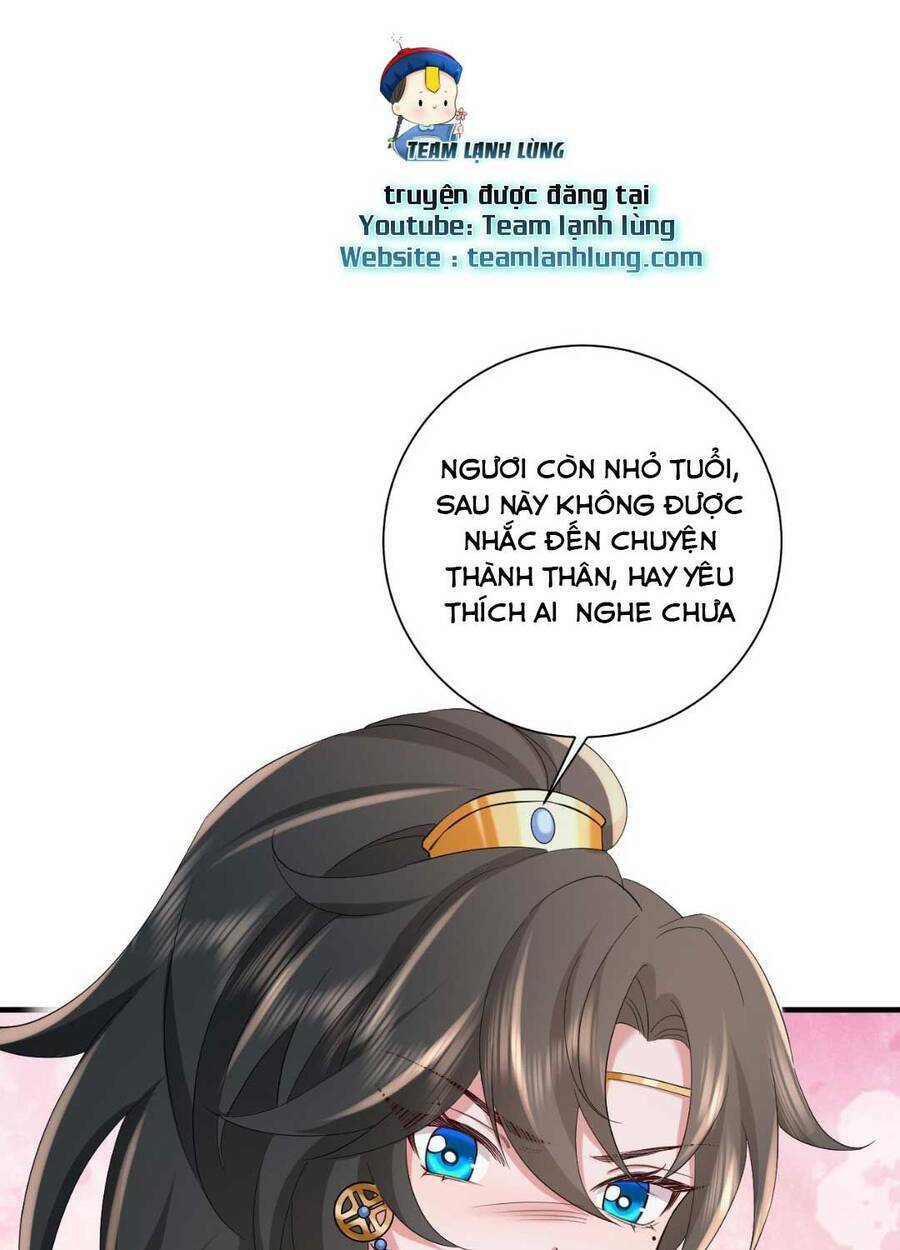 TEAM LẠNH LÙNG
truyện được đăng tại
Youtube: Team lạnh lùng
Website : teamlanhlung.com
NGƯƠI CÒN NHỎ TUỔI,
SAU NÀY KHÔNG ĐƯỢC
NHẮC ĐẾN CHUYỆN
THÀNH THÂN, HAY YÊU
THÍCH AI NGHE CHƯA